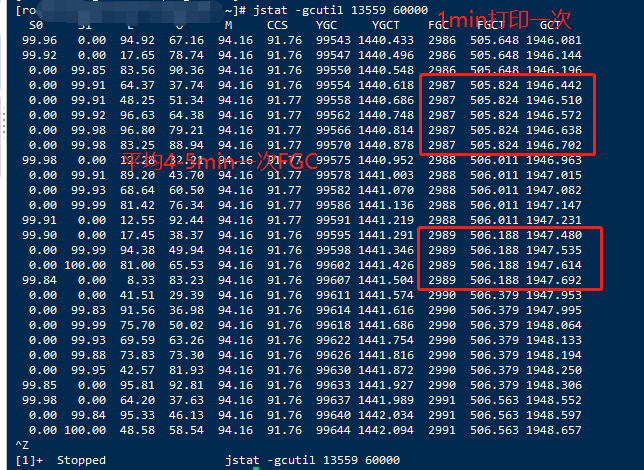 [ro ~]# jstat -gcutil 13559 60000
1min打印一次
S0 S1 E O M CCS YGC YGCT FGC FGCT GCT
99.96 0.00 94.92 67.16 94.16 91.76 99543 1440.433 2986 505.648 1946.081
99.92 0.00 17.65 78.74 94.16 91.76 99547 1440.496 2986 505.648 1946.144
0.00 99.85 83.56 90.36 94.16 91.76 99550 1440.548 2986 505.648 1946.196
0.00 99.91 64.37 37.74 94.16 91.76 99554 1440.618 2987 505.824 1946.442
0.00 99.91 48.25 51.34 94.16 91.77 99558 1440.686 2987 505.824 1946.510
0.00 99.92 96.63 64.38 94.16 91.77 99562 1440.748 2987 505.824 1946.572
0.00 99.98 96.80 79.21 94.16 91.77 99566 1440.814 2987 505.824 1946.638
0.00 99.98 83.25 88.94 94.16 91.77 99570 1440.878 2987 505.824 1946.702
平均4-5min一次FGC
99.98 0.00 94.16 91.76 99575 1440.952 2988 506.011 1946.963
0.00 99.91 89.20 43.70 94.16 91.76 99578 1441.003 2988 506.011 1947.015
0.00 99.93 68.64 60.50 94.16 91.76 99582 1441.070 2988 506.011 1947.082
0.00 99.99 81.42 76.34 94.16 91.77 99586 1441.136 2988 506.011 1947.147
99.91 0.00 12.55 92.44 94.16 91.77 99591 1441.219 2988 506.011 1947.231
99.90 0.00 17.45 38.37 94.16 91.76 99595 1441.291 2989 506.188 1947.480
0.00 99.99 94.38 49.94 94.16 91.76 99598 1441.346 2989 506.188 1947.535
0.00 100.00 81.00 65.53 94.16 91.76 99602 1441.426 2989 506.188 1947.614
99.84 0.00 8.33 83.23 94.16 91.76 99607 1441.504 2989 506.188 1947.692
0.00 0.00 41.51 29.39 94.16 91.76 99611 1441.574 2990 506.379 1947.953
0.00 99.83 91.56 36.98 94.16 91.76 99614 1441.616 2990 506.379 1947.995
0.00 99.99 75.70 50.02 94.16 91.76 99618 1441.686 2990 506.379 1948.064
0.00 99.93 69.59 63.26 94.16 91.76 99622 1441.754 2990 506.379 1948.133
0.00 99.88 73.83 73.30 94.16 91.76 99626 1441.816 2990 506.379 1948.194
0.00 99.95 42.57 81.93 94.16 91.76 99630 1441.872 2990 506.379 1948.250
99.85 0.00 95.81 92.81 94.16 91.76 99633 1441.927 2990 506.379 1948.306
99.98 0.00 64.20 37.63 94.16 91.76 99637 1441.989 2991 506.563 1948.552
0.00 99.84 95.33 46.13 94.16 91.76 99640 1442.034 2991 506.563 1948.597
0.00 100.00 48.58 58.54 94.16 91.76 99644 1442.094 2991 506.563 1948.657
^Z
[1]+ Stopped jstat -gcutil 13559 60000